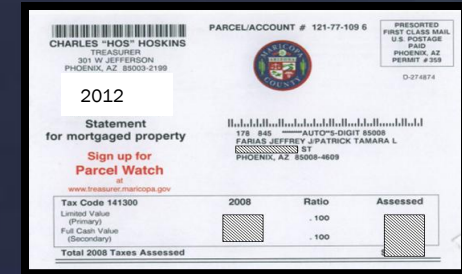 CHARLES "HOS" HOSKINS
TREASURER
301 W JEFFERSON
PHOENIX, AZ 85003-2199
PARCEL/ACCOUNT # 121-77-109 6
PRESORTED
FIRST CLASS MAIL
U.S. POSTAGE
PAID
PHOENIX, AZ
PERMIT # 359
MARICOPA
COUNTY
D-274874
2012
Statement
for mortgaged property
Sign up for
Parcel Watch
at
www.treasurer.maricopa.gov
178 845 ******AUTO**5-DIGIT 85008
FARIAS JEFFREY J/PATRICK TAMARA L
ST
PHOENIX, AZ 85008-4609
Tax Code 141300 2008 Ratio Assessed
Limited Value
(Primary) .100
Full Cash Value
(Secondary) .100
Total 2008 Taxes Assessed $